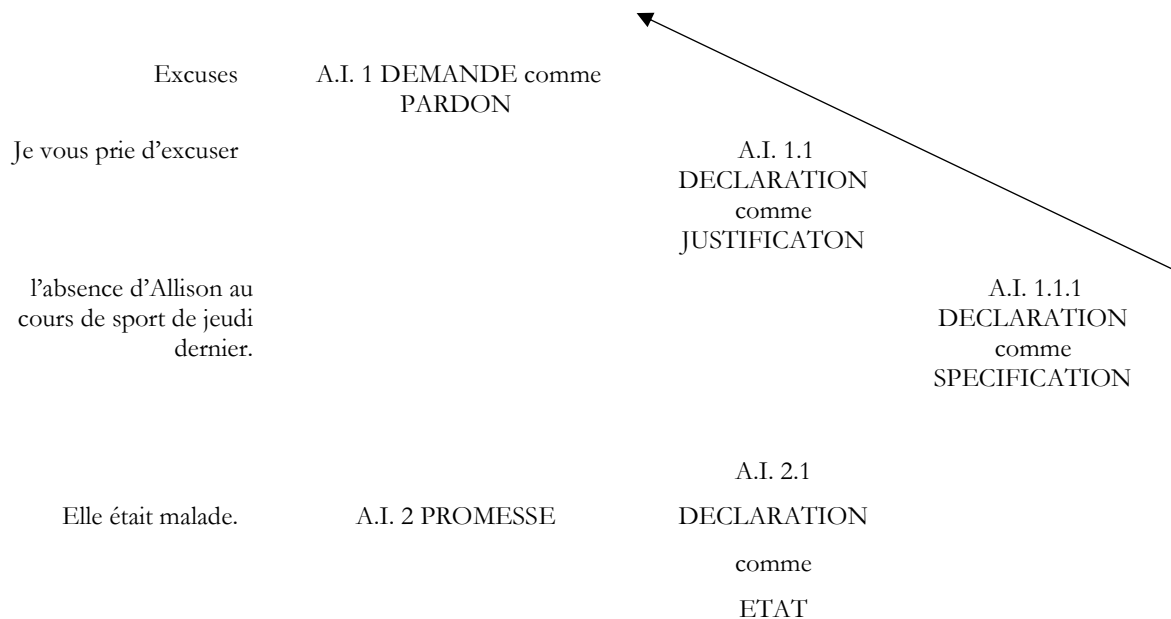 Excuses A.I. 1 DEMANDE comme
PARDON
Je vous prie d'excuser A.I. 1.1
DECLARATION
comme
JUSTIFICATON
l'absence d'Allison au A.I. 1.1.1
cours de sport de jeudi DECLARATION
dernier. comme
SPECIFICATION
A.I. 2.1
Elle était malade. A.I. 2 PROMESSE DECLARATION
comme
ETAT